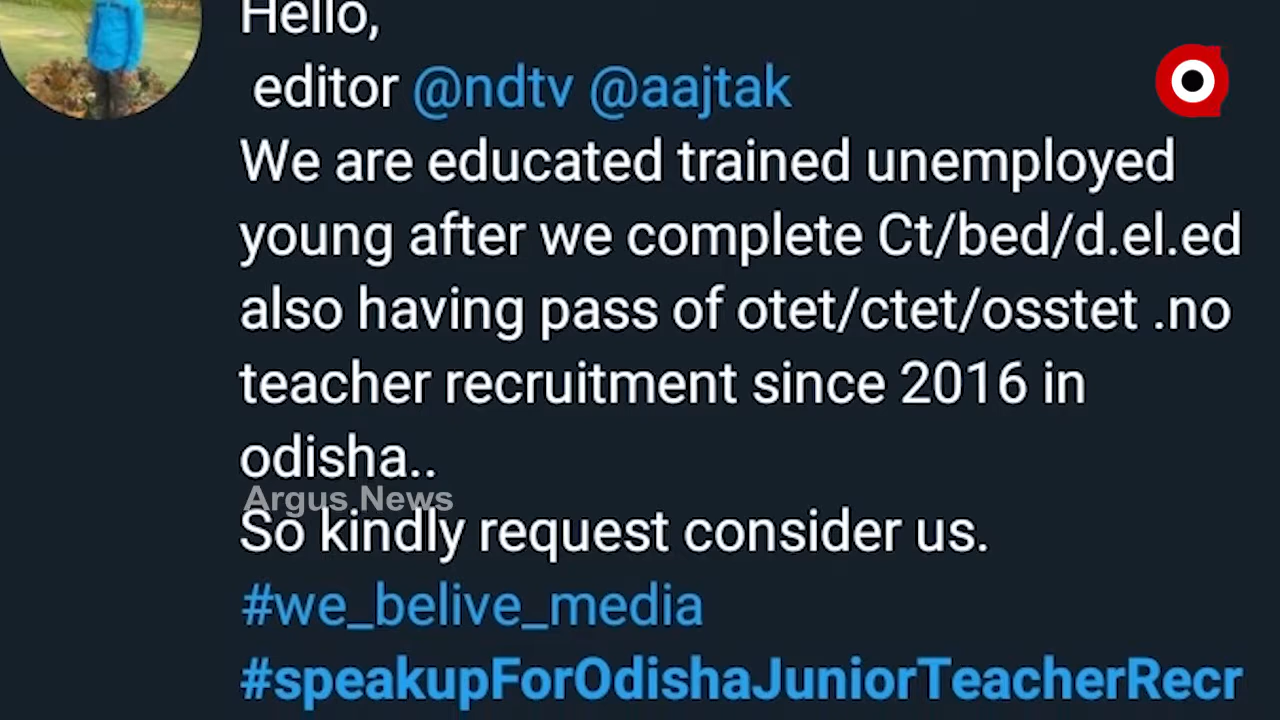 Hello,
editor @ndtv @aajtak
We are educated trained unemployed
young after we complete Ct/bed/d.el.ed
also having pass of otet/ctet/osstet .no
teacher recruitment since 2016 in
odisha..
Argus News
So kindly request consider us.
#we_belive_media
#speakupForOdishaJuniorTeacherRecr